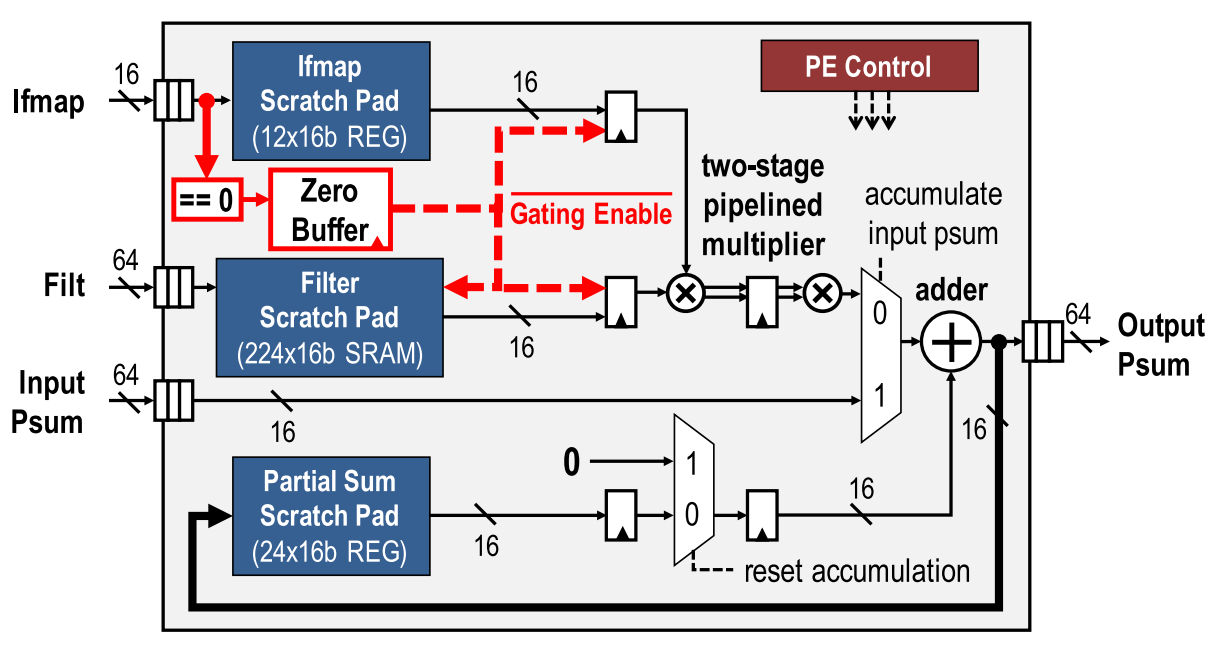 16
Ifmap
Ifmap
Scratch Pad
(12x16b REG)
16
PE Control
== 0
Zero
Buffer
Gating Enable
two-stage
pipelined
multiplier
accumulate
input psum
64
Filt
Filter
Scratch Pad
(224x16b SRAM)
16
0
1
adder
64
Output
Psum
64
Input
Psum
16
16
0
1
0
Partial Sum
Scratch Pad
(24x16b REG)
16
16
reset accumulation